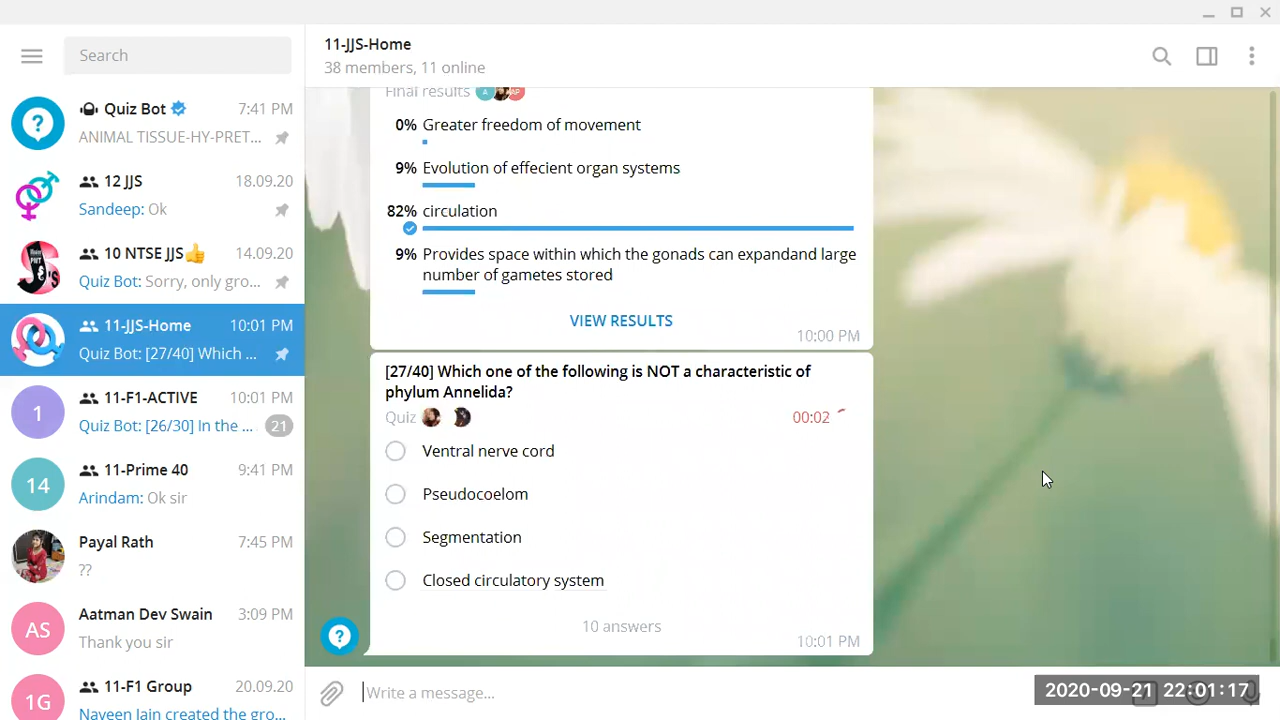 Search
Quiz Bot 7:41 PM
ANIMAL TISSUE-HY-PRET...
12 JJS 18.09.20
Sandeep: Ok
10 NTSE JJS👍 14.09.20
Quiz Bot: Sorry, only gro...
11-JJS-Home 10:01 PM
Quiz Bot: [27/40] Which ...
1
11-F1-ACTIVE 10:01 PM
Quiz Bot: [26/30] In the ... 21
14
11-Prime 40 9:41 PM
Arindam: Ok sir
Payal Rath 7:45 PM
??
AS
Aatman Dev Swain 3:09 PM
Thank you sir
1G
11-F1 Group 20.09.20
Naveen Jain created the gro...
11-JJS-Home
38 members, 11 online
Final results A AP
0% Greater freedom of movement
9% Evolution of effecient organ systems
82% circulation
9% Provides space within which the gonads can expandand large
number of gametes stored
VIEW RESULTS
10:00 PM
[27/40] Which one of the following is NOT a characteristic of
phylum Annelida?
Quiz 00:02
Ventral nerve cord
Pseudocoelom
Segmentation
Closed circulatory system
10 answers
10:01 PM
Write a message...
2020-09-21 22:01:17